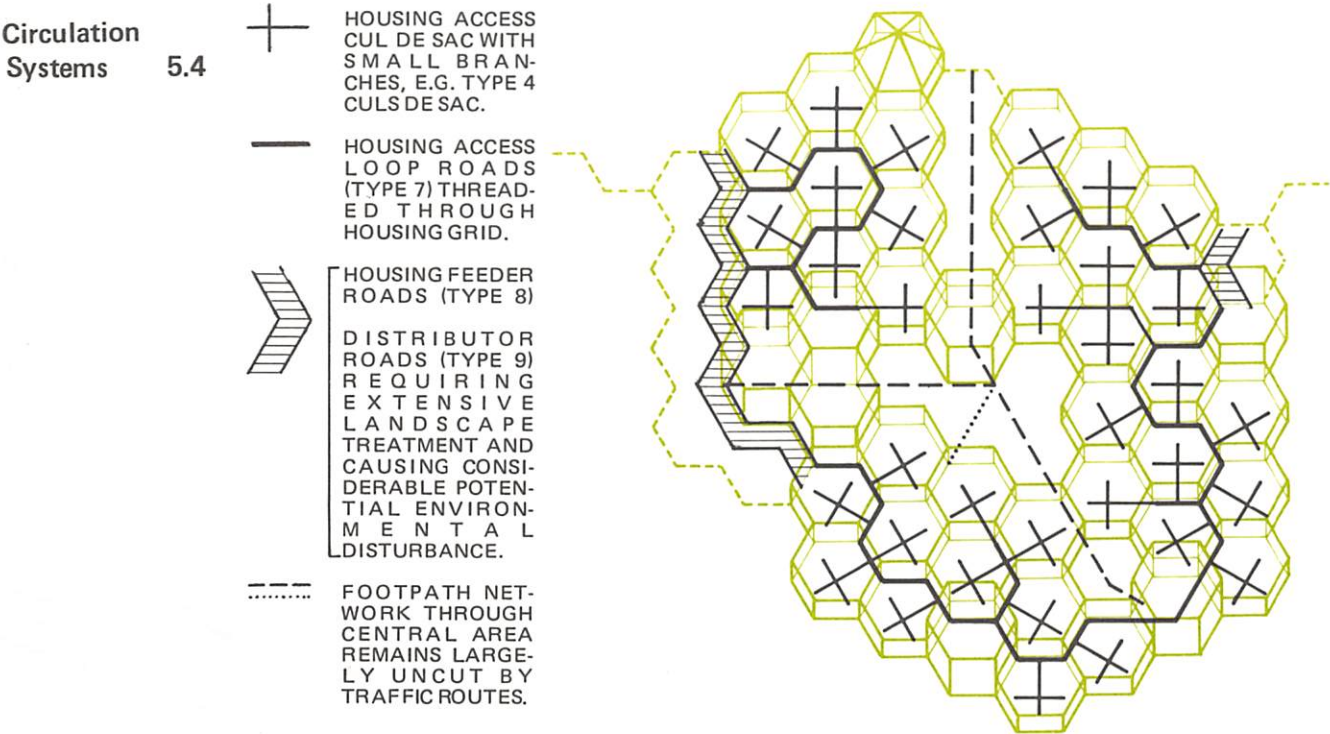 Circulation
Systems 5.4
HOUSING ACCESS
CUL DE SAC WITH
SMALL BRAN-
CHES, E.G. TYPE 4
CULS DE SAC.
HOUSING ACCESS
LOOP ROADS
(TYPE 7) THREAD-
ED THROUGH
HOUSING GRID.
HOUSING FEEDER
ROADS (TYPE 8)
DISTRIBUTOR
ROADS (TYPE 9)
REQUIRING
EXTENSIVE
LANDSCAPE
TREATMENT AND
CAUSING CONSI-
DERABLE POTEN-
TIAL ENVIRON-
MENTAL
DISTURBANCE.
FOOTPATH NET-
WORK THROUGH
CENTRAL AREA
REMAINS LARGE-
LY UNCUT BY
TRAFFIC ROUTES.